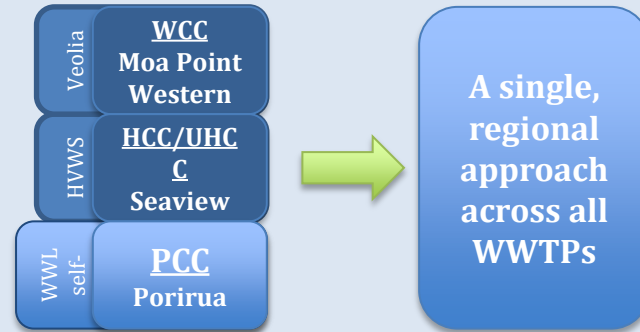 Veolia
WCC
Moa Point
Western
HVWS
HCC/UHC
C
Seaview
WWL
self-
PCC
Porirua
A single,
regional
approach
across all
WWTPs